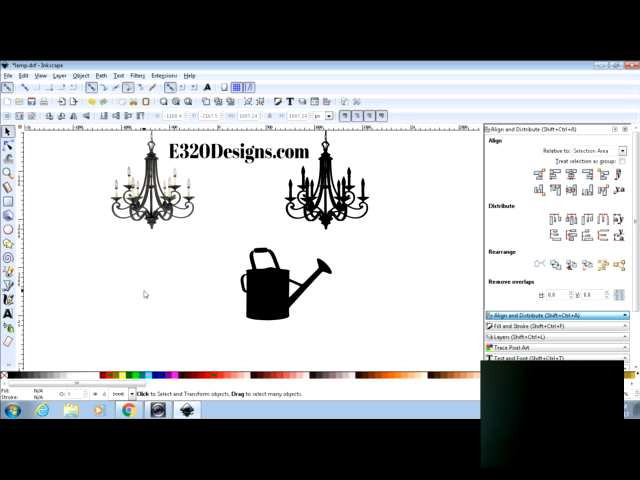 *lamp.dxf - Inkscape
File Edit View Layer Object Path Text Filters Extensions Help
E320Designs.com
Align and Distribute (Shift+Ctrl+A)
Align
Relative to: Selection Area
Treat selection as group:
Distribute
Rearrange
Remove overlaps
H: 0.0 V: 0.0
Align and Distribute (Shift+Ctrl+A)
Fill and Stroke (Shift+Ctrl+F)
Layers (Shift+Ctrl+L)
Trace Pixel Art
Text and Font (Shift+Ctrl+T)
Fill: N/A
Stroke: N/A
O:
Click to Select and Transform objects, Drag to select many objects.